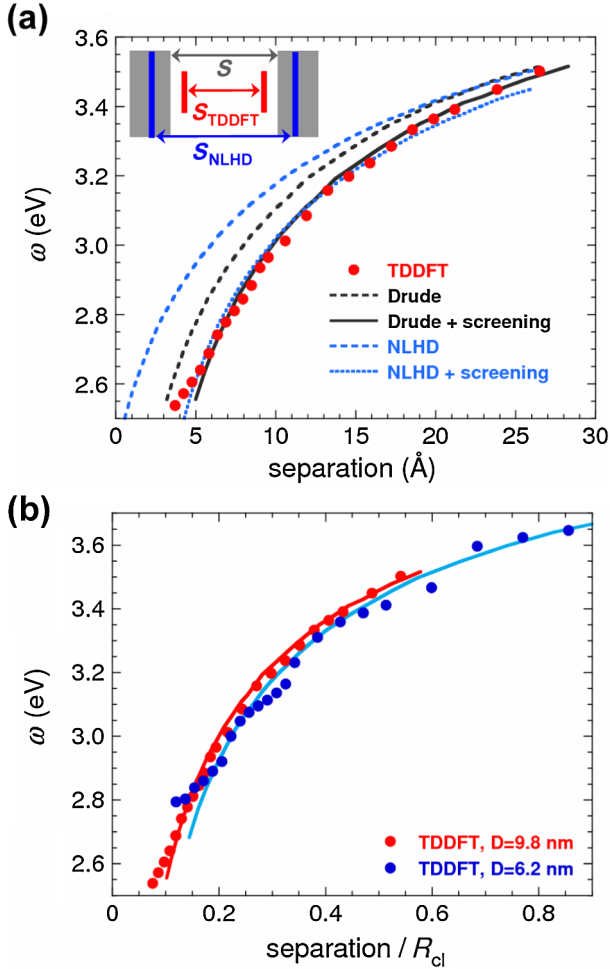 (a)
S
S_TDDFT
S_NLHD
3.6
3.4
3.2
3.0
2.8
2.6
ω (eV)
TDDFT
Drude
Drude + screening
NLHD
NLHD + screening
0 5 10 15 20 25 30
separation (Å)
(b)
3.6
3.4
3.2
3.0
2.8
2.6
ω (eV)
TDDFT, D=9.8 nm
TDDFT, D=6.2 nm
0 0.2 0.4 0.6 0.8
separation / R_cl